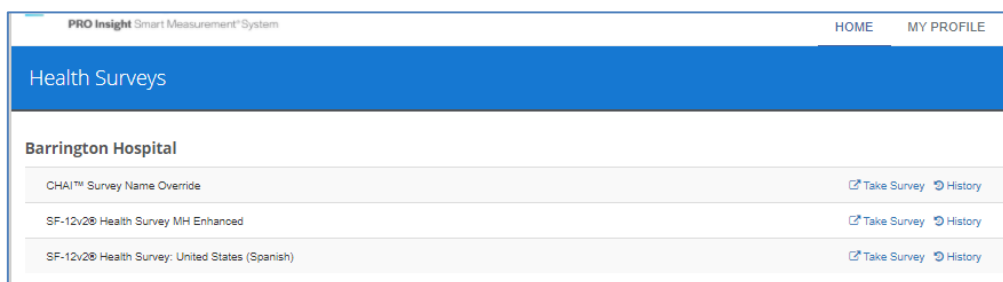 PRO Insight Smart Measurement® System
HOME MY PROFILE
Health Surveys
Barrington Hospital
CHAI™ Survey Name Override Take Survey History
SF-12v2® Health Survey MH Enhanced Take Survey History
SF-12v2® Health Survey: United States (Spanish) Take Survey History